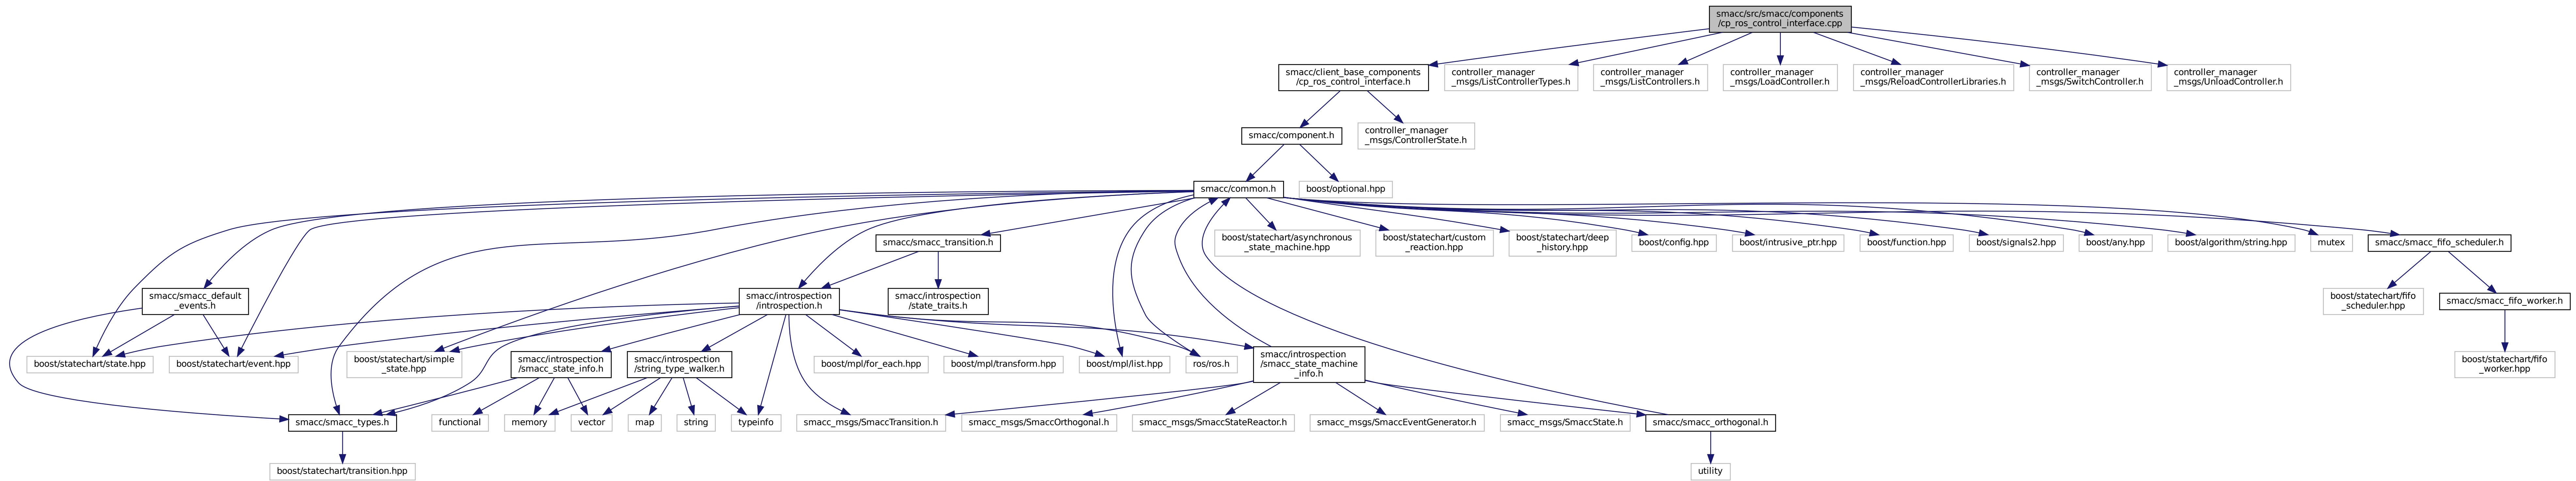 smacc/src/smacc/components
/cp_ros_control_interface.cpp
smacc/client_base_components
/cp_ros_control_interface.h
controller_manager
_msgs/ListControllerTypes.h
controller_manager
_msgs/ListControllers.h
controller_manager
_msgs/LoadController.h
controller_manager
_msgs/ReloadControllerLibraries.h
controller_manager
_msgs/SwitchController.h
controller_manager
_msgs/UnloadController.h
smacc/component.h
controller_manager
_msgs/ControllerState.h
smacc/common.h
boost/optional.hpp
smacc/smacc_transition.h
boost/statechart/asynchronous
_state_machine.hpp
boost/statechart/custom
_reaction.hpp
boost/statechart/deep
_history.hpp
boost/config.hpp
boost/intrusive_ptr.hpp
boost/function.hpp
boost/signals2.hpp
boost/any.hpp
boost/algorithm/string.hpp
mutex
smacc/smacc_fifo_scheduler.h
smacc/smacc_default
_events.h
smacc/introspection
/introspection.h
smacc/introspection
/state_traits.h
boost/statechart/fifo
_scheduler.hpp
smacc/smacc_fifo_worker.h
boost/statechart/state.hpp
boost/statechart/event.hpp
boost/statechart/simple
_state.hpp
smacc/introspection
/smacc_state_info.h
smacc/introspection
/string_type_walker.h
boost/mpl/for_each.hpp
boost/mpl/transform.hpp
boost/mpl/list.hpp
ros/ros.h
smacc/introspection
/smacc_state_machine
_info.h
boost/statechart/fifo
_worker.hpp
smacc/smacc_types.h
functional
memory
vector
map
string
typeinfo
smacc_msgs/SmaccTransition.h
smacc_msgs/SmaccOrthogonal.h
smacc_msgs/SmaccStateReactor.h
smacc_msgs/SmaccEventGenerator.h
smacc_msgs/SmaccState.h
smacc/smacc_orthogonal.h
boost/statechart/transition.hpp
utility